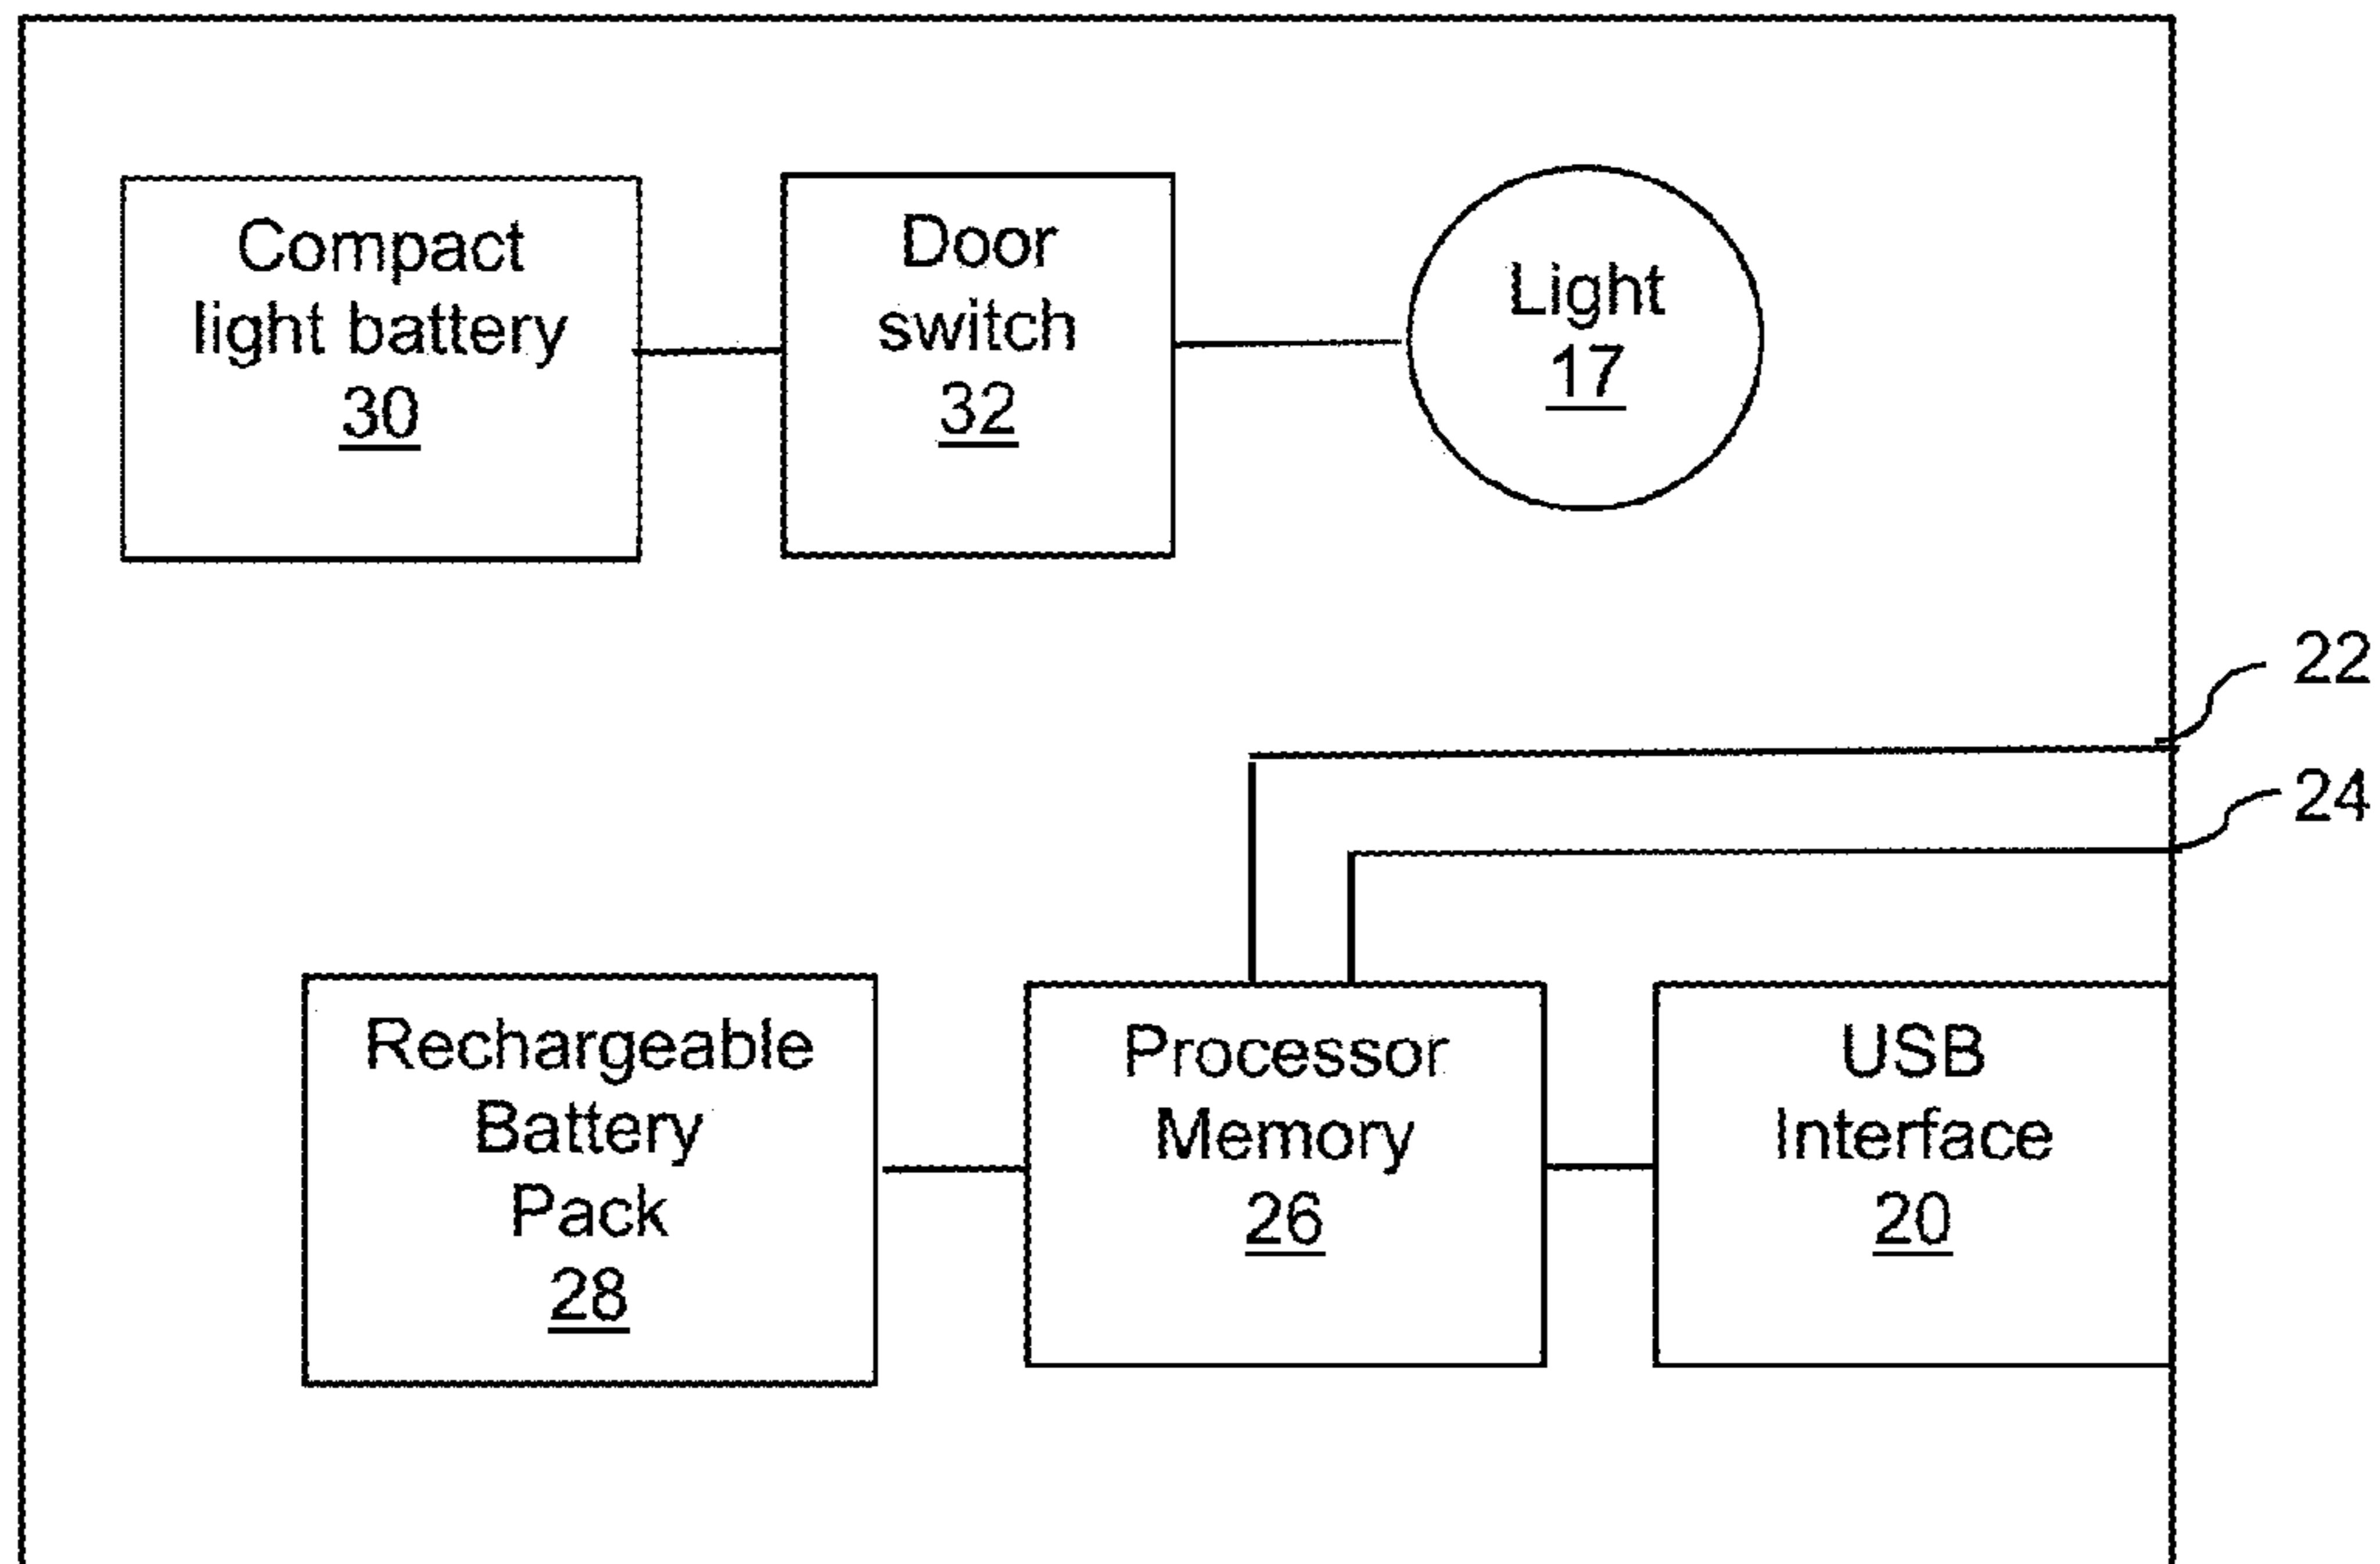 Compact
light battery
30
Door
switch
32
Light
17
22
24
Rechargeable
Battery
Pack
28
Processor
Memory
26
USB
Interface
20